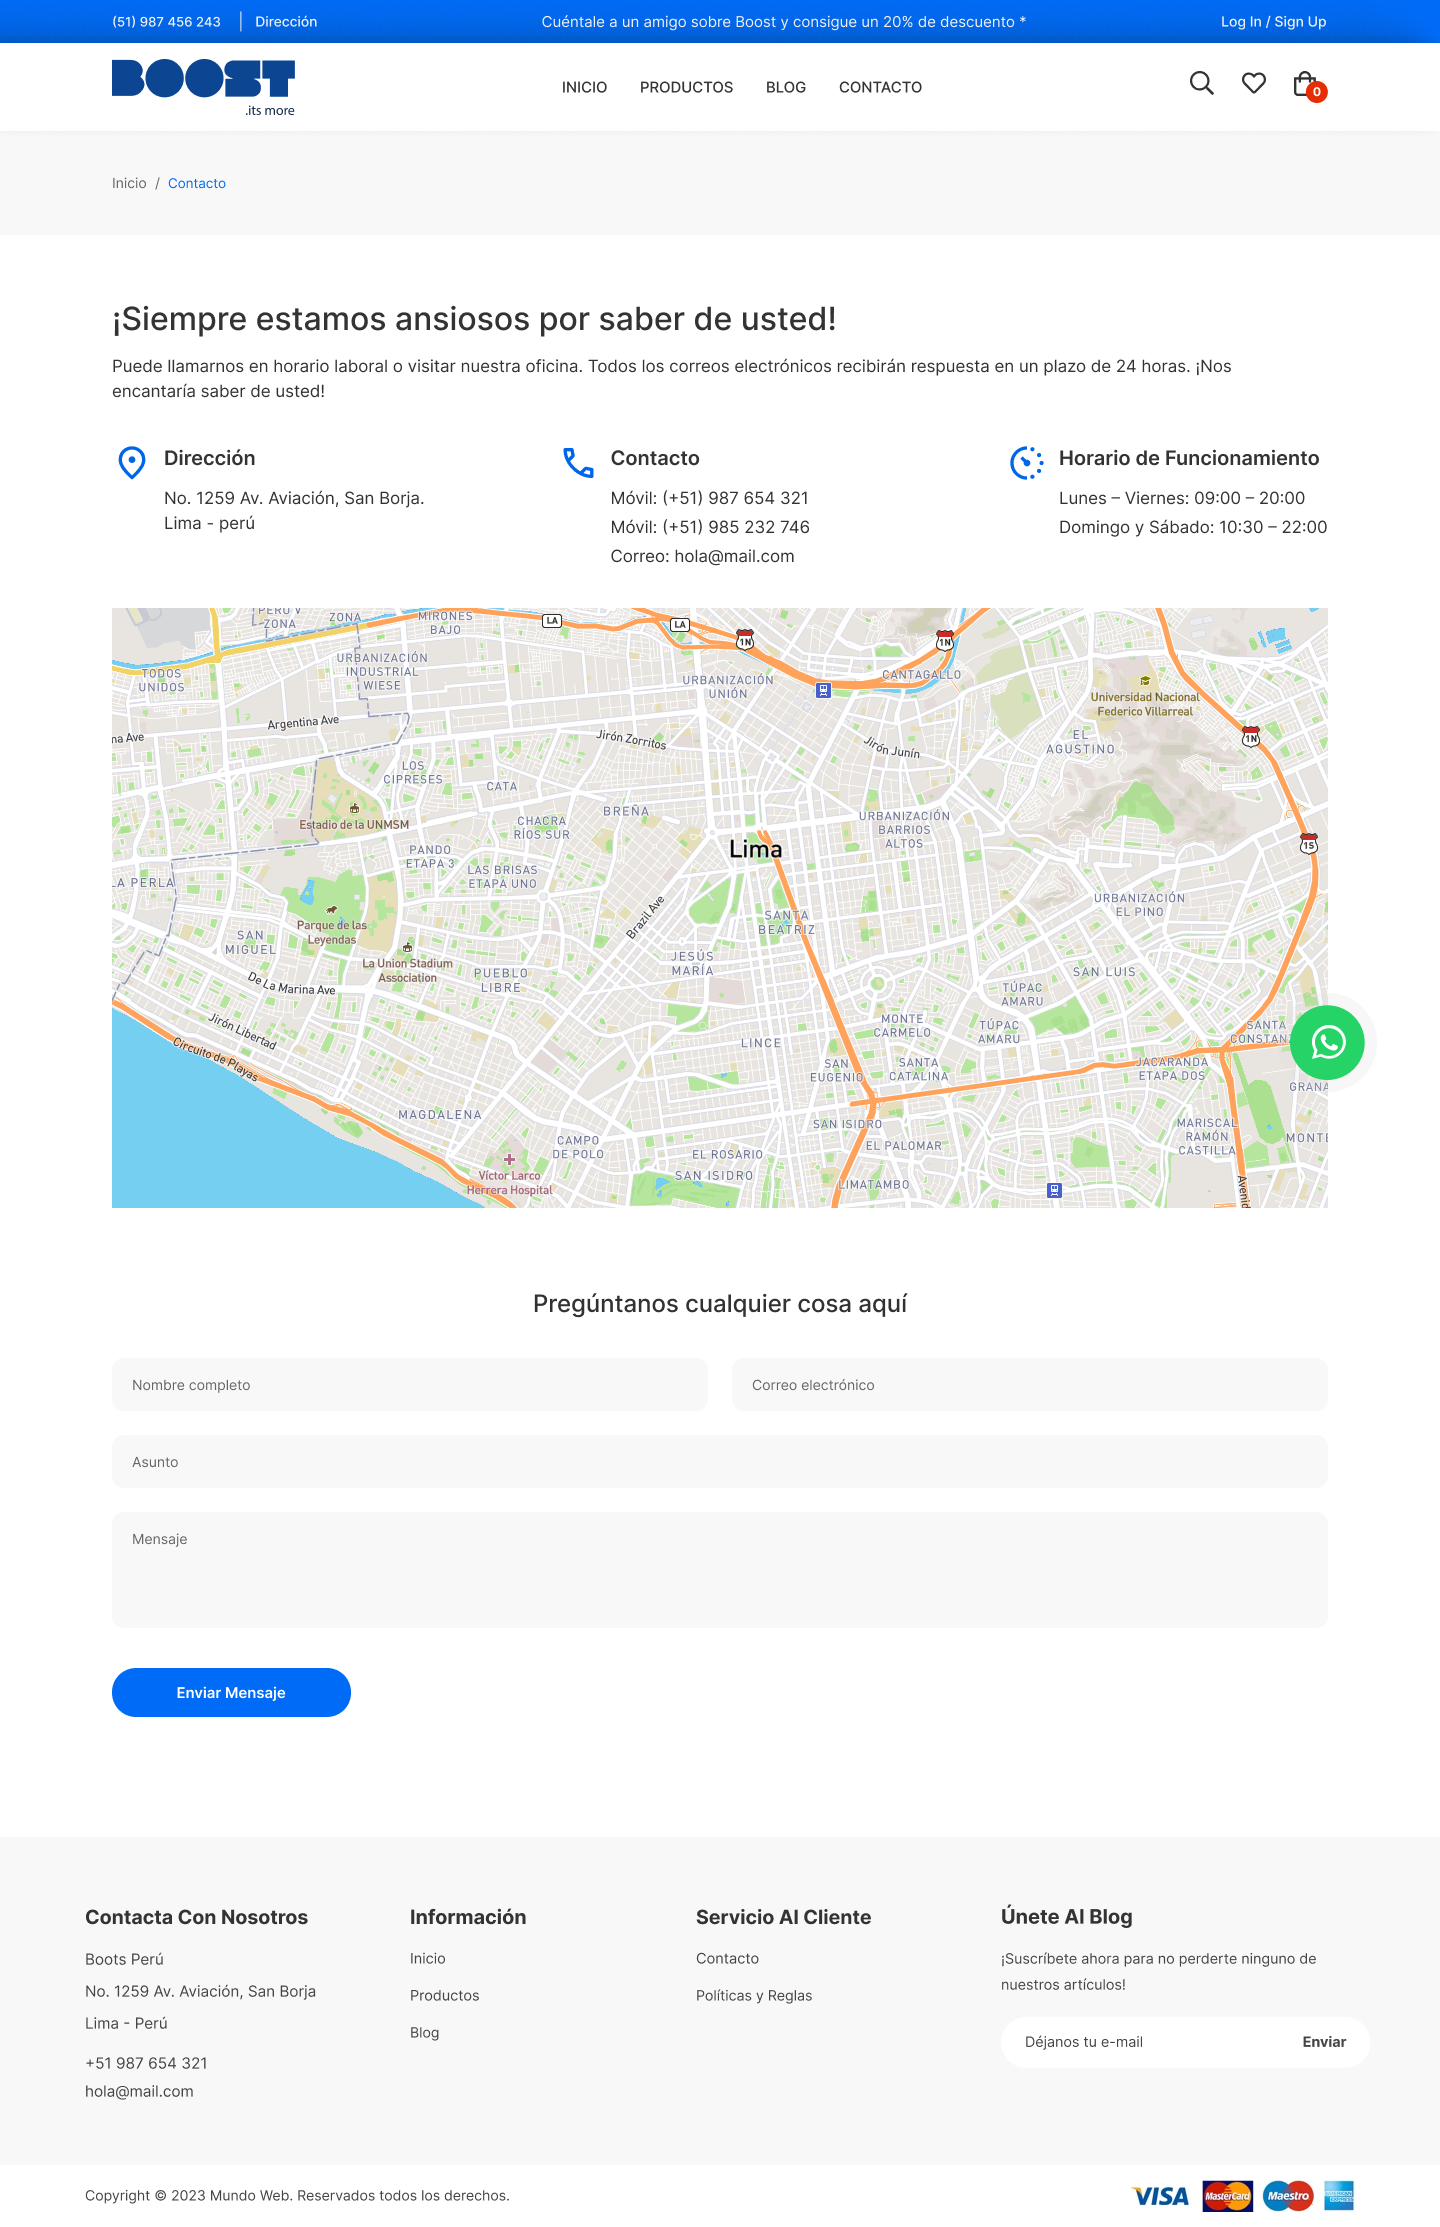 (51) 987 456 243 | Dirección
Cuéntale a un amigo sobre Boost y consigue un 20% de descuento *
Log In / Sign Up
BOOST
.its more
INICIO PRODUCTOS BLOG CONTACTO
0
Inicio / Contacto
¡Siempre estamos ansiosos por saber de usted!
Puede llamarnos en horario laboral o visitar nuestra oficina. Todos los correos electrónicos recibirán respuesta en un plazo de 24 horas. ¡Nos
encantaría saber de usted!
Dirección
No. 1259 Av. Aviación, San Borja.
Lima - perú
Contacto
Móvil: (+51) 987 654 321
Móvil: (+51) 985 232 746
Correo: hola@mail.com
Horario de Funcionamiento
Lunes – Viernes: 09:00 – 20:00
Domingo y Sábado: 10:30 – 22:00
PERÚ V
ZONA
ZONA
MIRONES
BAJO
LA
LA
1N
1N
TODOS
UNIDOS
URBANIZACIÓN
INDUSTRIAL
WIESE
URBANIZACIÓN
UNIÓN
CANTAGALLO
Universidad Nacional
Federico Villarreal
Argentina Ave
ma Ave
Jirón Zorritos
Jirón Junín
EL
AGUSTINO
1N
LOS
CIPRESES
CATA
BREÑA
Estadio de la UNMSM
CHACRA
RÍOS SUR
URBANIZACIÓN
BARRIOS
ALTOS
PANDO
ETAPA 3
Lima
1S
LAS BRISAS
ETAPA UNO
LA PERLA
Brazil Ave
URBANIZACIÓN
EL PINO
Parque de las
Leyendas
SANTA
BEATRIZ
SAN
MIGUEL
La Union Stadium
Association
PUEBLO
LIBRE
JESÚS
MARÍA
SAN LUIS
De La Marina Ave
TÚPAC
AMARU
Jirón Libertad
MONTE
CARMELO
TÚPAC
AMARU
SANTA
CONSTANZ
Circuito de Playas
LINCE
SAN
EUGENIO
SANTA
CATALINA
JACARANDA
ETAPA DOS
GRANA
MAGDALENA
SAN ISIDRO
MARISCAL
RAMÓN
CASTILLA
MONTE
CAMPO
DE POLO
EL ROSARIO
EL PALOMAR
Víctor Larco
Herrera Hospital
SAN ISIDRO
LIMATAMBO
Avenid
Pregúntanos cualquier cosa aquí
Nombre completo
Correo electrónico
Asunto
Mensaje
Enviar Mensaje
Contacta Con Nosotros
Boots Perú
No. 1259 Av. Aviación, San Borja
Lima - Perú
+51 987 654 321
hola@mail.com
Información
Inicio
Productos
Blog
Servicio Al Cliente
Contacto
Políticas y Reglas
Únete Al Blog
¡Suscríbete ahora para no perderte ninguno de
nuestros artículos!
Déjanos tu e-mail
Enviar
Copyright © 2023 Mundo Web. Reservados todos los derechos.
VISA MasterCard Maestro AMERICAN EXPRESS